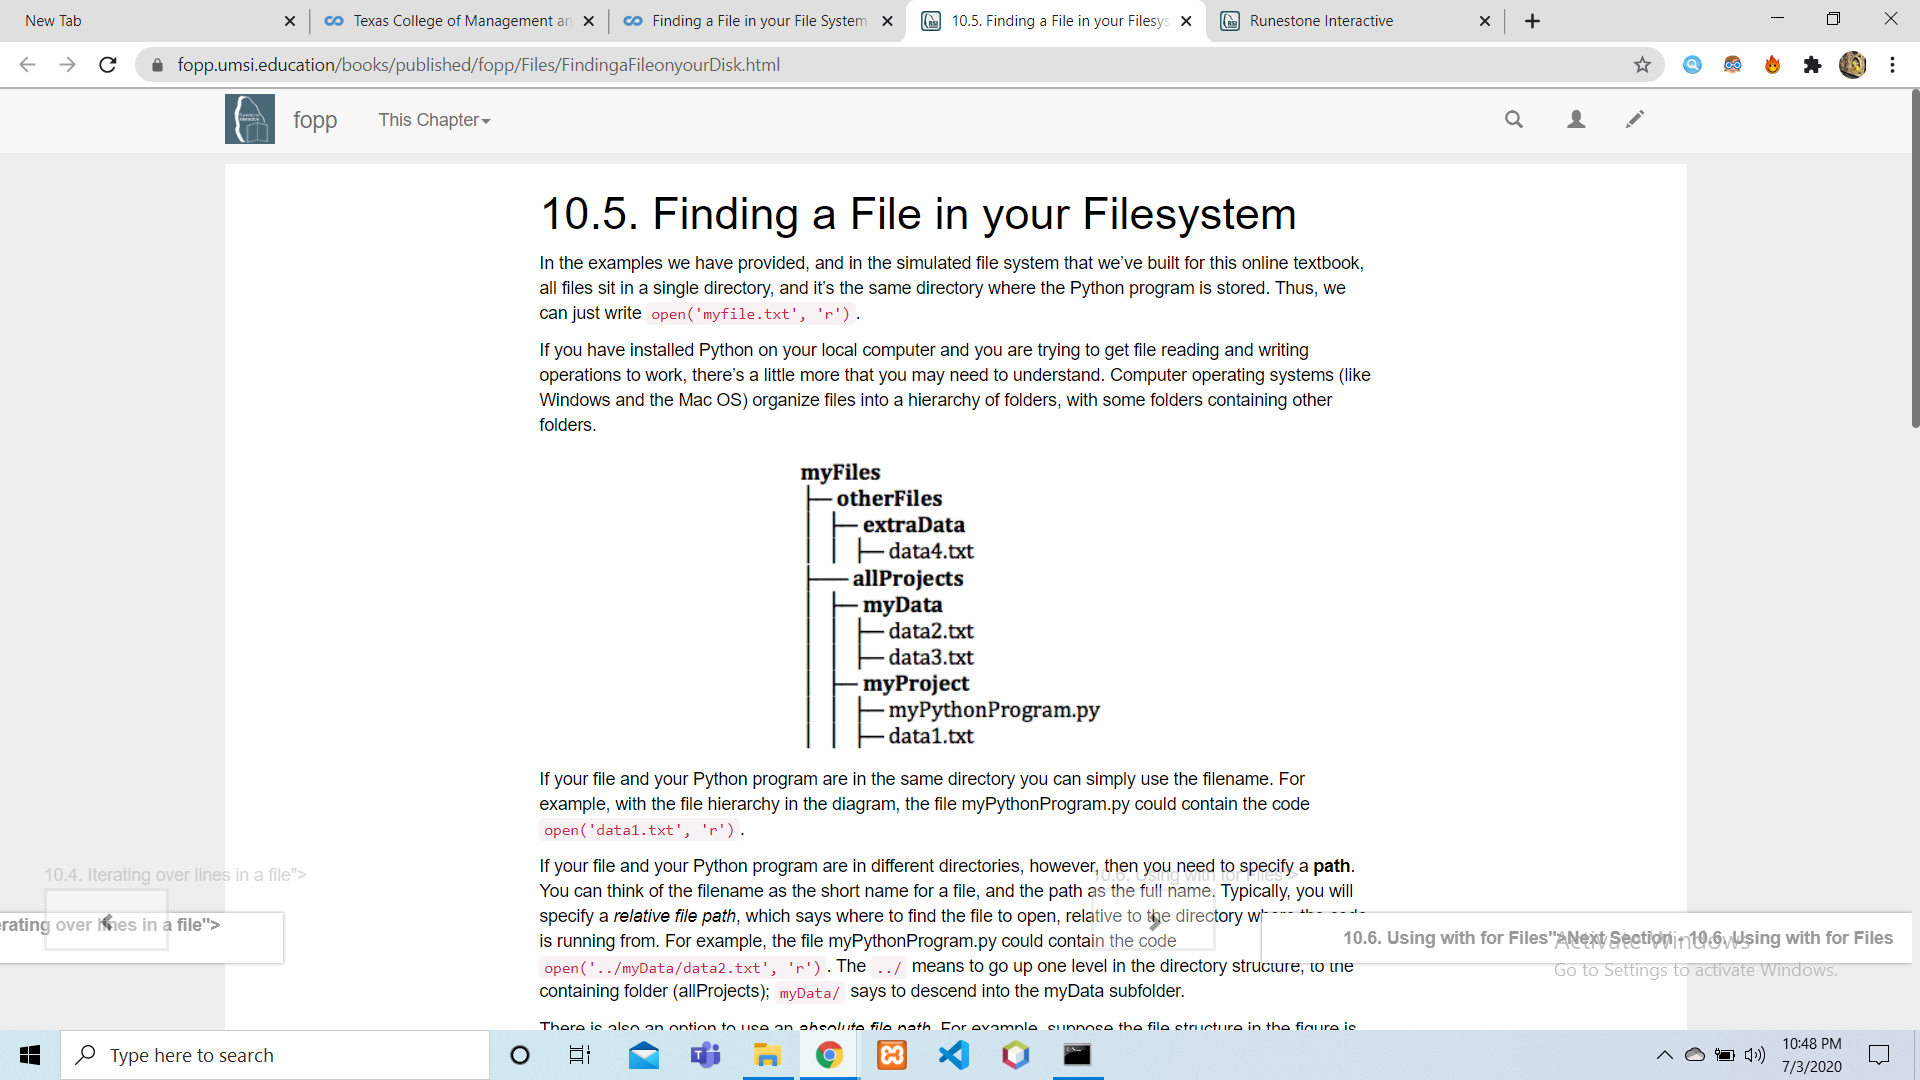 New Tab
Texas College of Management an
Finding a File in your File System
10.5. Finding a File in your Filesys
Runestone Interactive
fopp.umsi.education/books/published/fopp/Files/FindingaFileonyourDisk.html
fopp
This Chapter
10.5. Finding a File in your Filesystem
In the examples we have provided, and in the simulated file system that we've built for this online textbook,
all files sit in a single directory, and it's the same directory where the Python program is stored. Thus, we
can just write open('myfile.txt', 'r').
If you have installed Python on your local computer and you are trying to get file reading and writing
operations to work, there's a little more that you may need to understand. Computer operating systems (like
Windows and the Mac OS) organize files into a hierarchy of folders, with some folders containing other
folders.
myFiles
otherFiles
extraData
data4.txt
allProjects
myData
data2.txt
data3.txt
myProject
myPythonProgram.py
data1.txt
If your file and your Python program are in the same directory you can simply use the filename. For
example, with the file hierarchy in the diagram, the file myPythonProgram.py could contain the code
open('data1.txt', 'r').
If your file and your Python program are in different directories, however, then you need to specify a path.
You can think of the filename as the short name for a file, and the path as the full name. Typically, you will
specify a relative file path, which says where to find the file to open, relative to the directory where the code
is running from. For example, the file myPythonProgram.py could contain the code
open('../myData/data2.txt', 'r'). The ../ means to go up one level in the directory structure, to the
containing folder (allProjects); myData/ says to descend into the myData subfolder.
There is also an option to use an absolute file path. For example, suppose the file structure in the figure is
10.4. Iterating over lines in a file">
erating over lines in a file">
10.6. Using with for Files">
10.6. Using with for Files">Next Section - 10.6. Using with for Files
Activate Windows
Go to Settings to activate Windows.
Type here to search
10:48 PM
7/3/2020